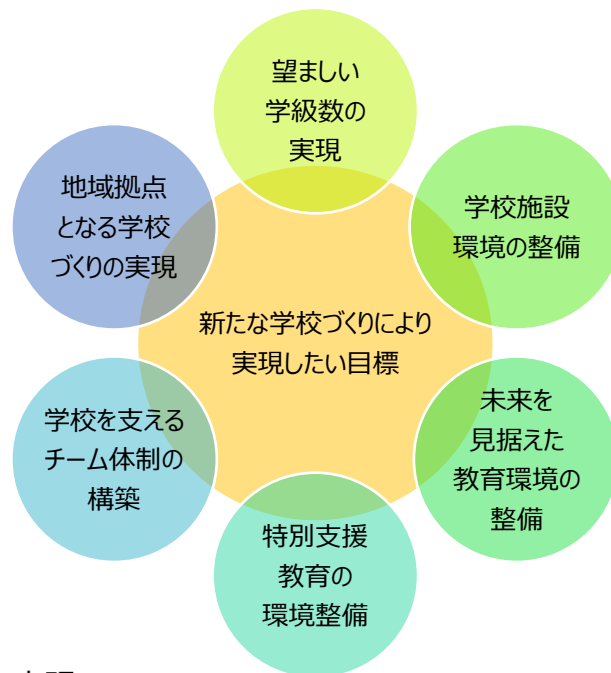 望ましい
学級数の
実現
学校施設
環境の整備
未来を
見据えた
教育環境の
整備
特別支援
教育の
環境整備
学校を支える
チーム体制の
構築
地域拠点
となる学校
づくりの実現
新たな学校づくりにより
実現したい目標